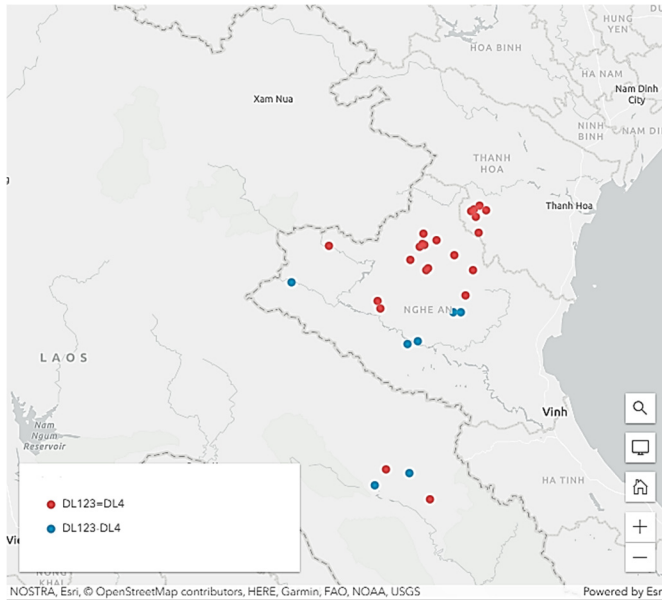 HUNG
YEN
HOA BINH
HA NAM
Nam Dinh
City
Xam Nua
NINH
BINH
NAM DI
THANH
HOA
Thanh Hoa
NGHE AN
LAOS
Nam
Ngum
Reservoir
Vinh
HA TINH
DL123=DL4
DL123-DL4
Vie
NONG
KHAI
NOSTRA, Esri, © OpenStreetMap contributors, HERE, Garmin, FAO, NOAA, USGS
Powered by Esr